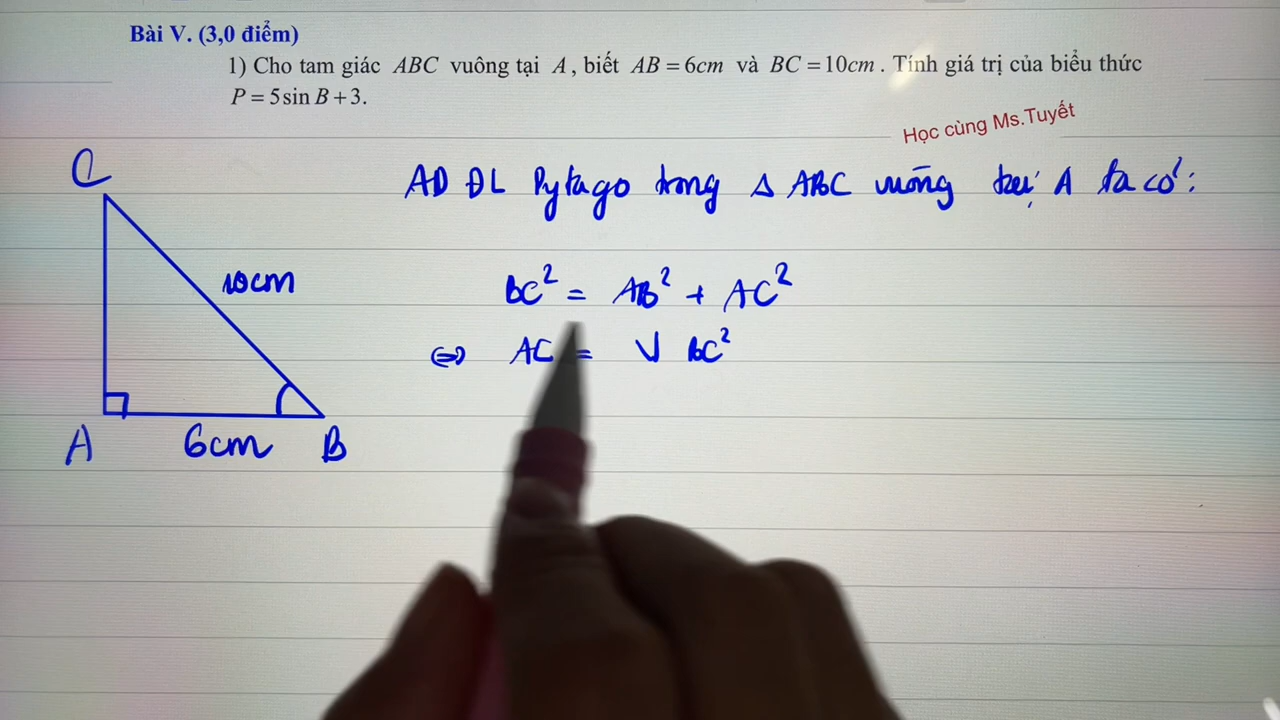 Bài V. (3,0 điểm)
1) Cho tam giác ABC vuông tại A, biết AB = 6cm và BC = 10cm. Tính giá trị của biểu thức
P = 5sin B + 3.
Học cùng Ms.Tuyết
AD ĐL Pytago trong Δ ABC vuông tại A ta có:
BC² = AB² + AC²
⇔ AC = √ BC²
C
10cm
A
6cm
B